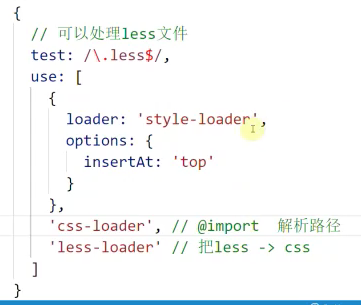 {
  // 可以处理less文件
  test: /\.less$/,
  use: [
    {
      loader: 'style-loader',
      options: {
        insertAt: 'top'
      }
    },
    'css-loader', // @import  解析路径
    'less-loader' // 把less -> css
  ]
}